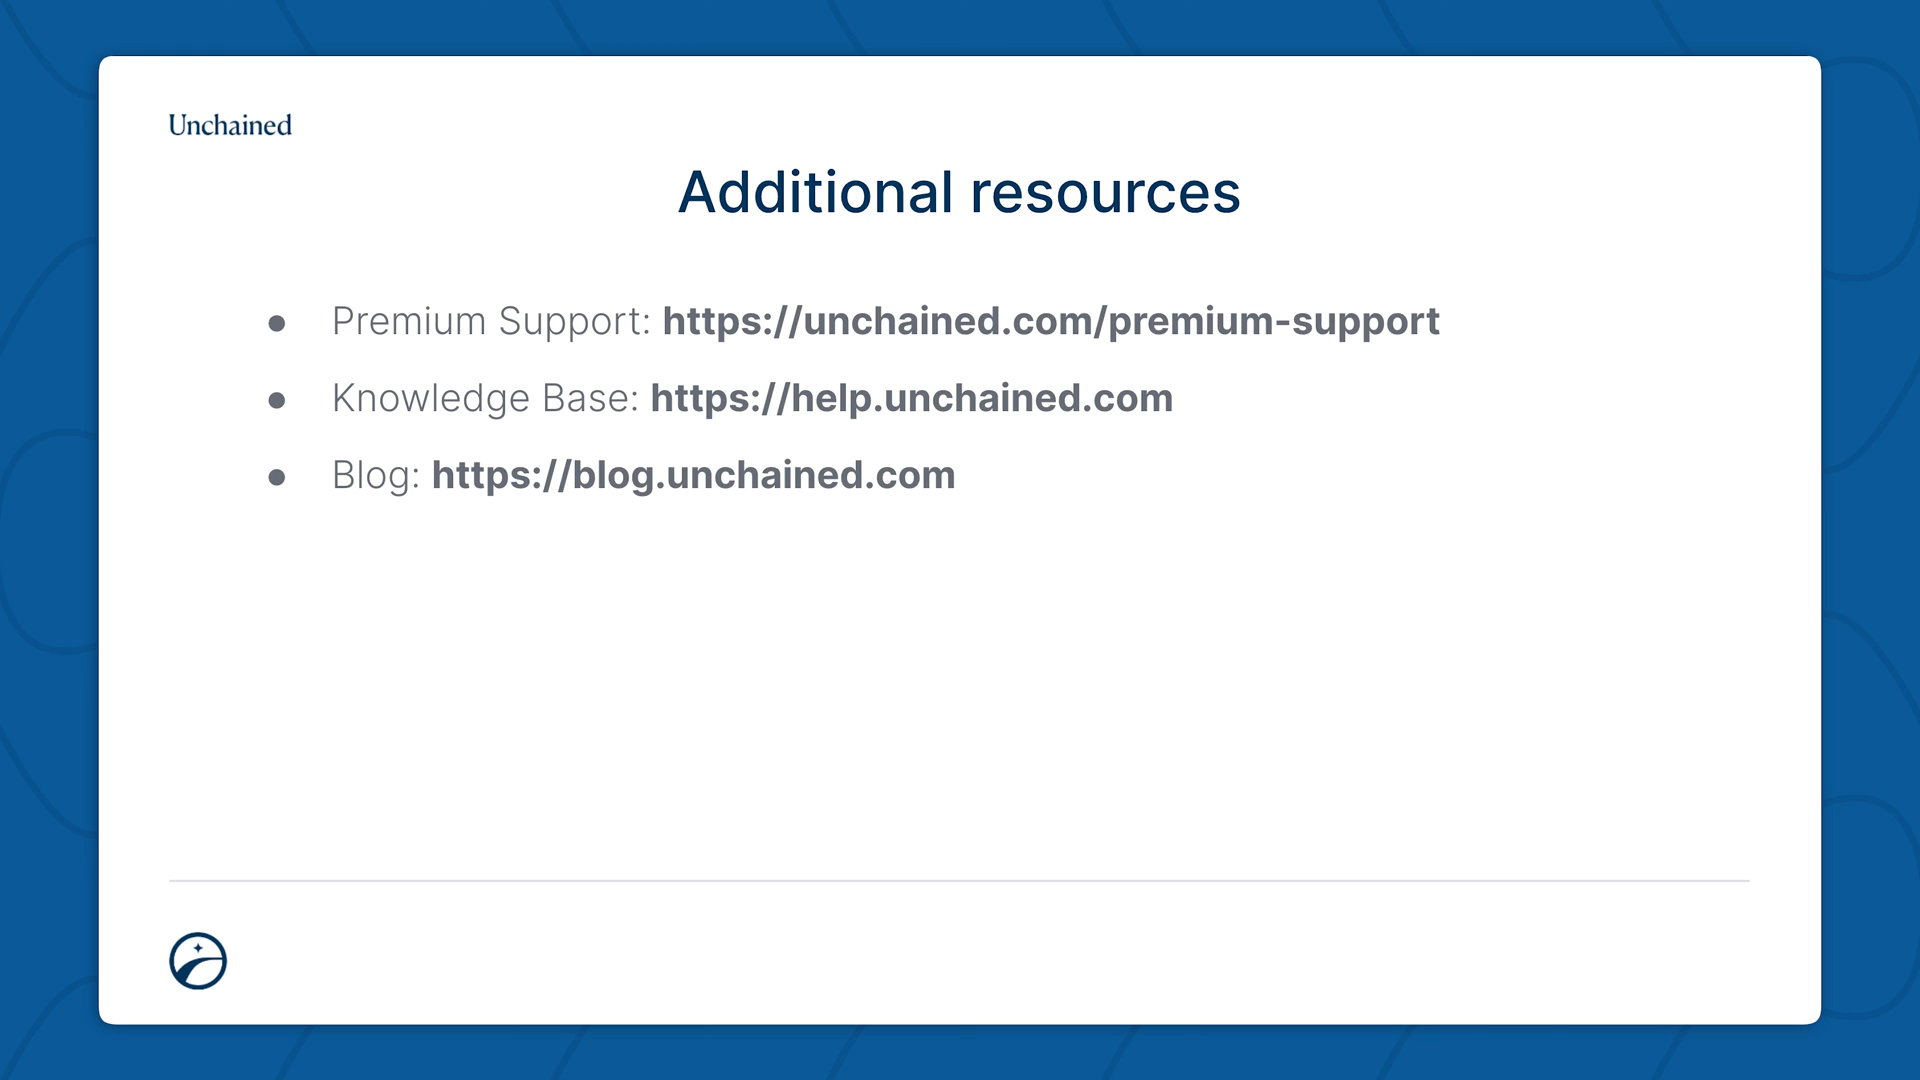 Unchained
Additional resources
● Premium Support: https://unchained.com/premium-support
● Knowledge Base: https://help.unchained.com
● Blog: https://blog.unchained.com